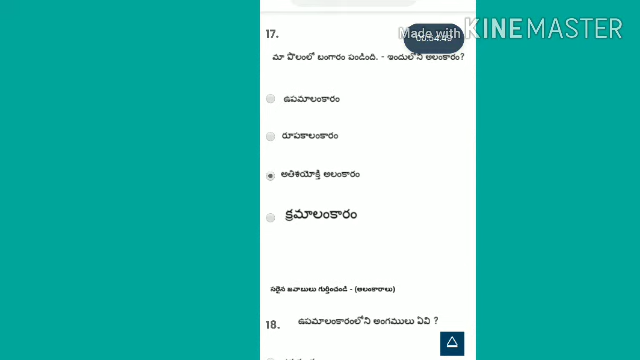 Made with KINEMASTER
17.
మా పొలంలో బంగారం పండింది. - ఇందులోని అలంకారం?
ఉపమాలంకారం
రూపకాలంకారం
అతిశయోక్తి అలంకారం
క్రమాలంకారం
సరైన జవాబులు గుర్తించండి - (అలంకారాలు)
18.
ఉపమాలంకారంలోని అంగములు ఏవి ?